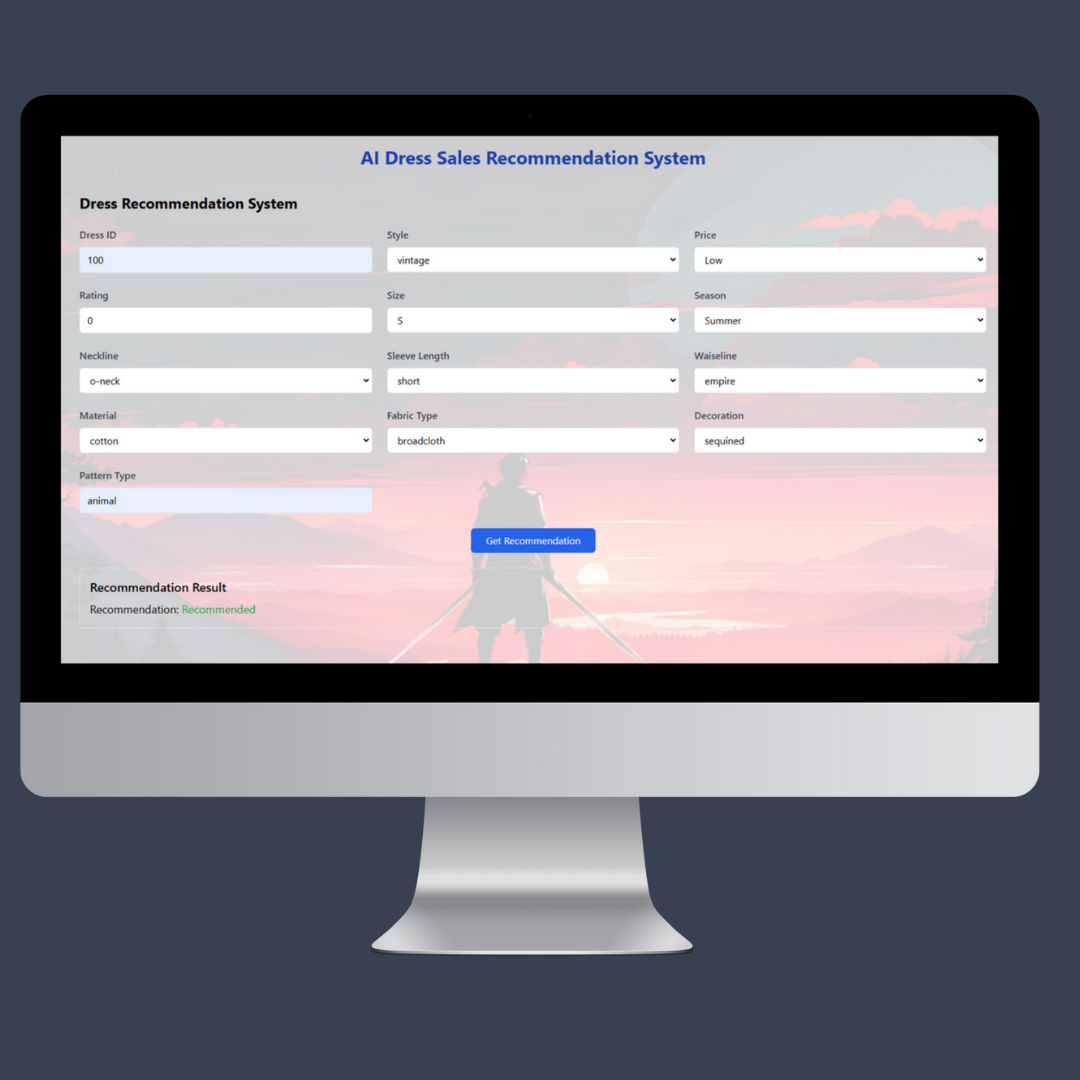 AI Dress Sales Recommendation System
Dress Recommendation System
Dress ID Style Price
100 vintage Low
Rating Size Season
0 S Summer
Neckline Sleeve Length Waiseline
o-neck short empire
Material Fabric Type Decoration
cotton broadcloth sequined
Pattern Type
animal
Get Recommendation
Recommendation Result
Recommendation: Recommended